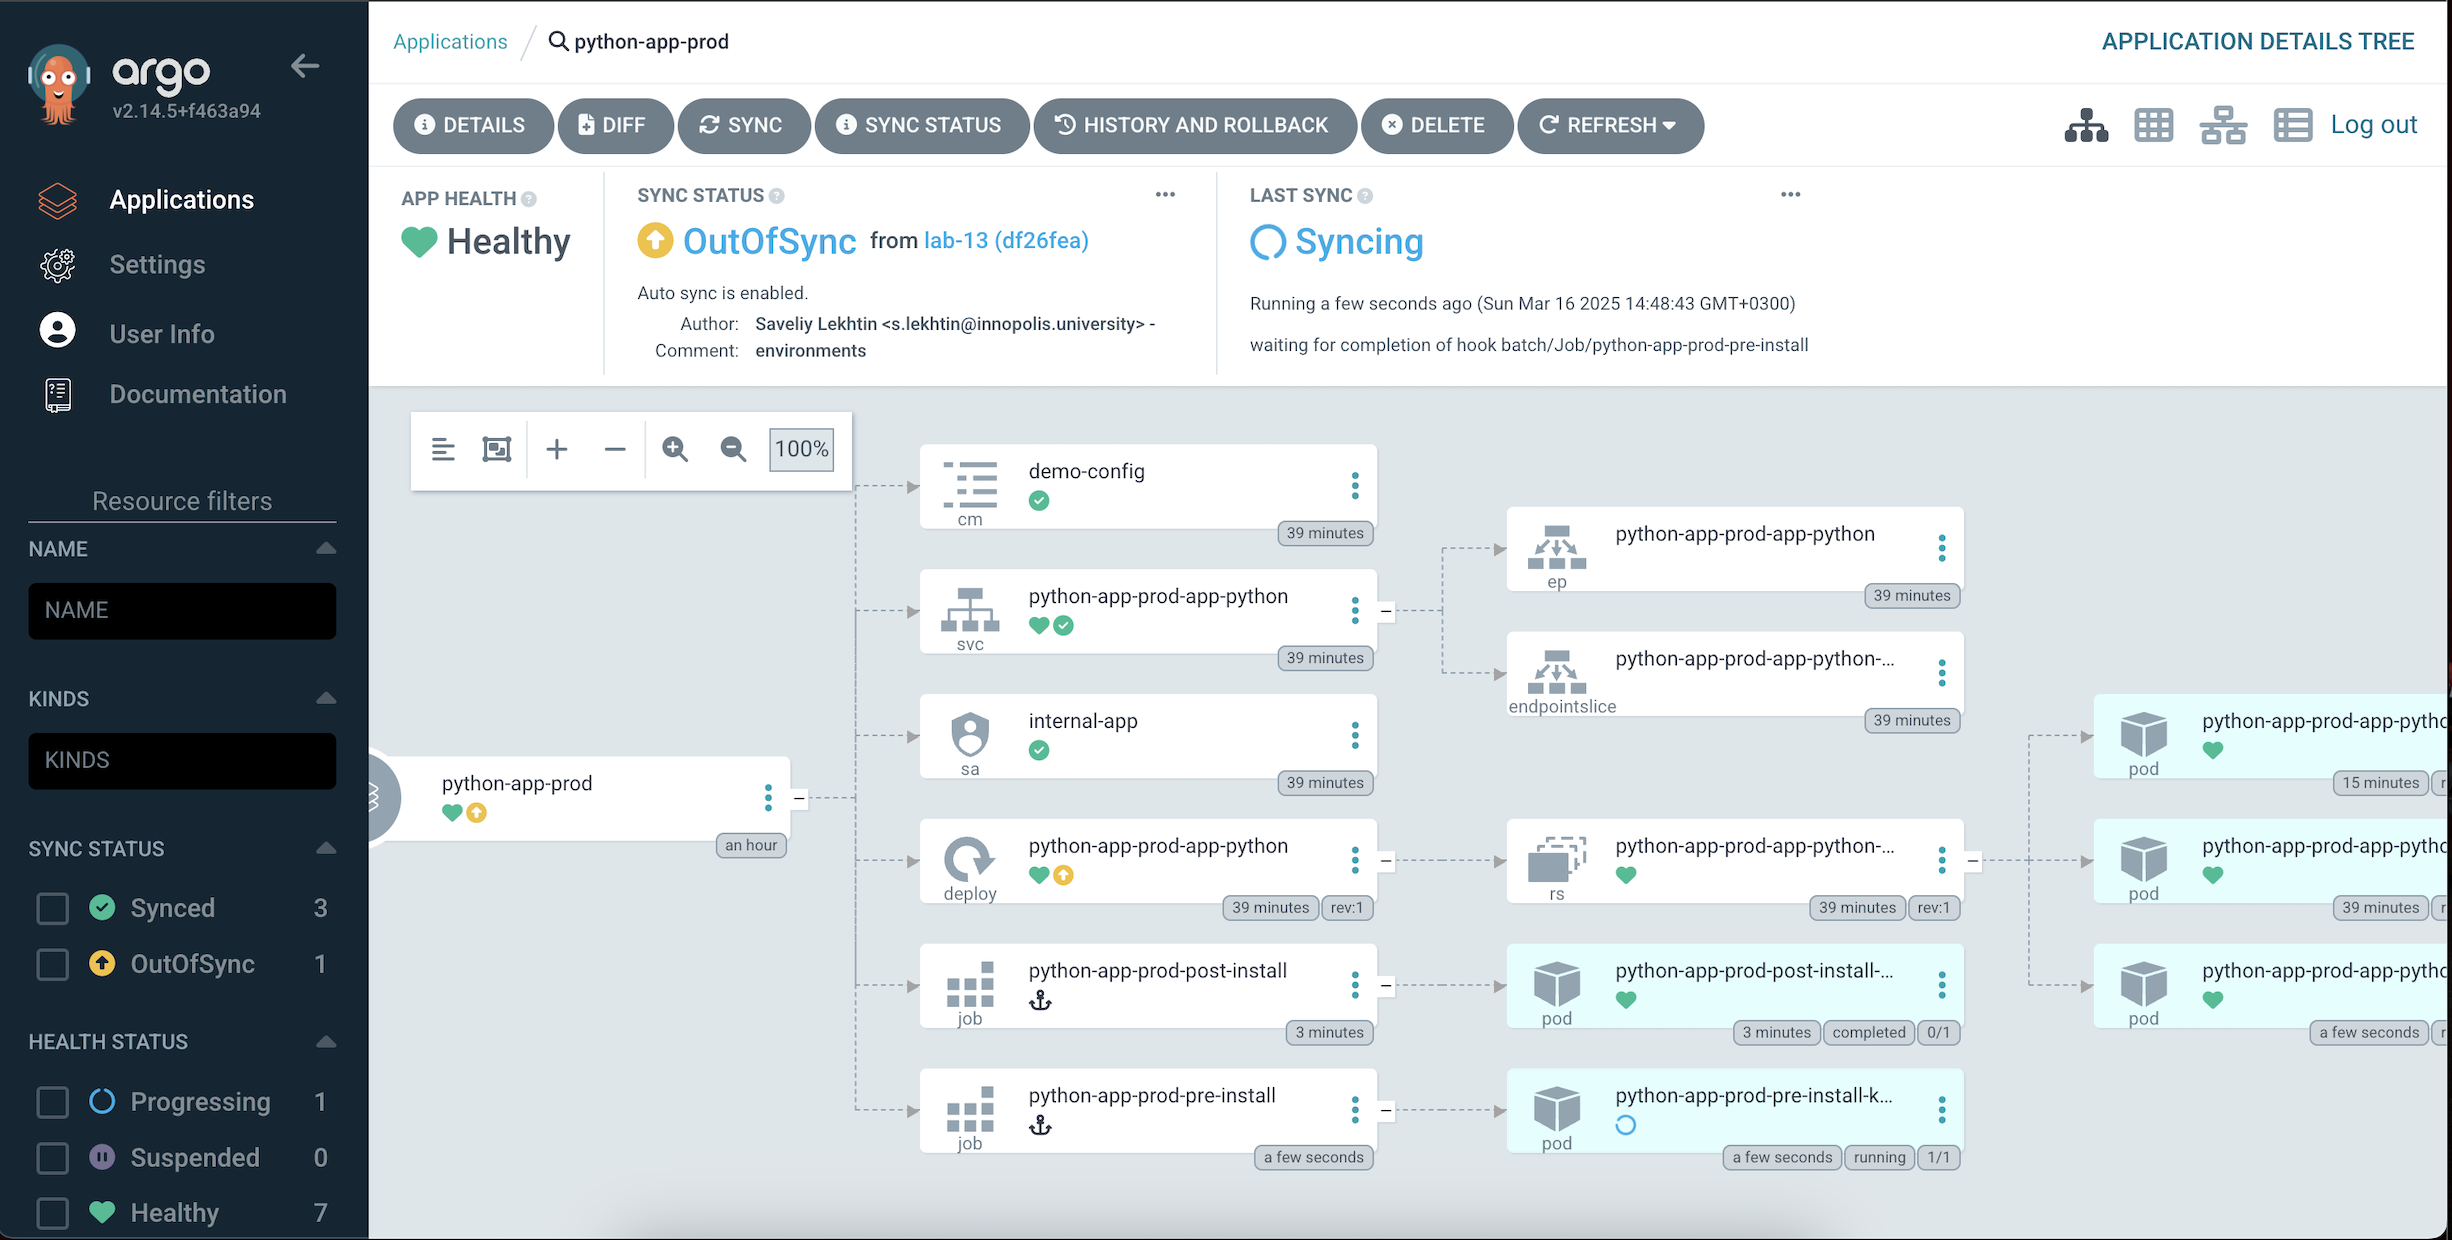 argo
v2.14.5+f463a94
Applications
Settings
User Info
Documentation
Resource filters
NAME
NAME
KINDS
KINDS
SYNC STATUS
Synced 3
OutOfSync 1
HEALTH STATUS
Progressing 1
Suspended 0
Healthy 7
Applications / python-app-prod
APPLICATION DETAILS TREE
DETAILS DIFF SYNC SYNC STATUS HISTORY AND ROLLBACK DELETE REFRESH
Log out
APP HEALTH
Healthy
SYNC STATUS
OutOfSync from lab-13 (df26fea)
Auto sync is enabled.
Author: Saveliy Lekhtin <s.lekhtin@innopolis.university> -
Comment: environments
LAST SYNC
Syncing
Running a few seconds ago (Sun Mar 16 2025 14:48:43 GMT+0300)
waiting for completion of hook batch/Job/python-app-prod-pre-install
100%
python-app-prod
an hour
demo-config
cm
39 minutes
python-app-prod-app-python
svc
39 minutes
internal-app
sa
39 minutes
python-app-prod-app-python
deploy
39 minutes rev:1
python-app-prod-post-install
job
3 minutes
python-app-prod-pre-install
job
a few seconds
python-app-prod-app-python
ep
39 minutes
python-app-prod-app-python-...
endpointslice
39 minutes
python-app-prod-app-python-...
rs
39 minutes rev:1
python-app-prod-post-install-...
pod
3 minutes completed 0/1
python-app-prod-pre-install-k...
pod
a few seconds running 1/1
python-app-prod-app-pytho
pod
15 minutes r
python-app-prod-app-pytho
pod
39 minutes r
python-app-prod-app-pytho
pod
a few seconds r